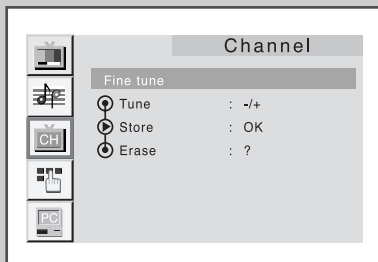 Channel
Fine tune
Tune : -/+
Store : OK
CH
Erase : ?
PC